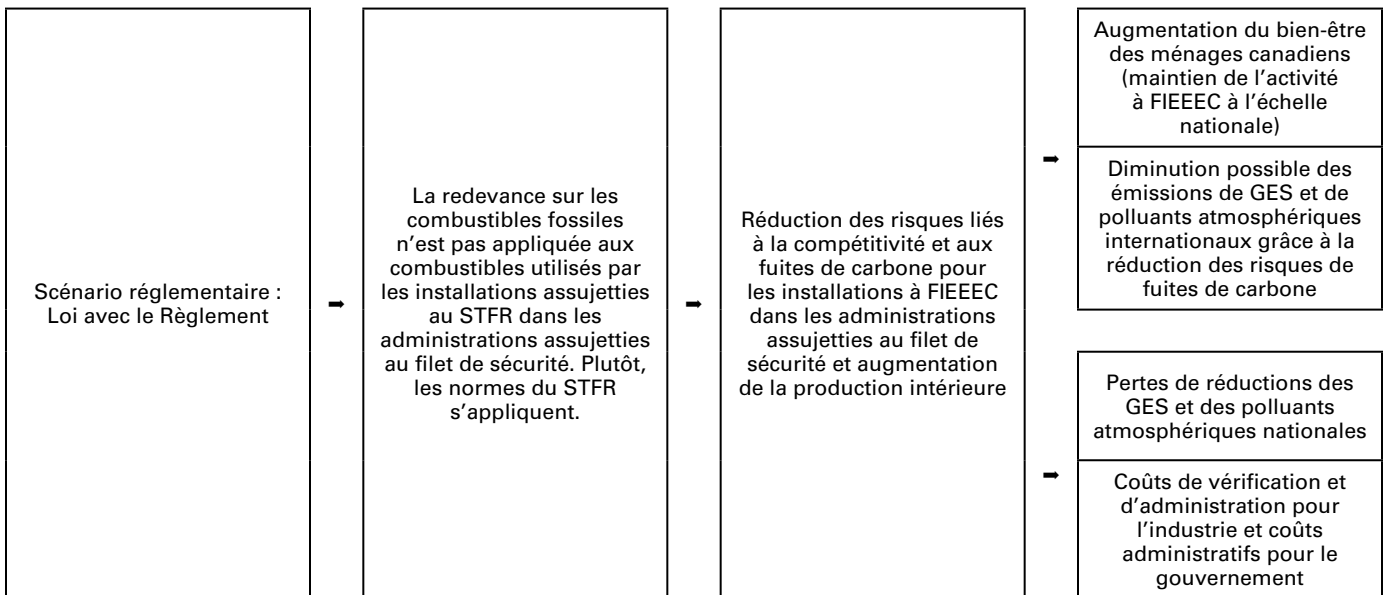 Scénario réglementaire :
Loi avec le Règlement
➡
La redevance sur les
combustibles fossiles
n'est pas appliquée aux
combustibles utilisés par
les installations assujetties
au STFR dans les
administrations assujetties
au filet de sécurité. Plutôt,
les normes du STFR
s'appliquent.
➡
Réduction des risques liés
à la compétitivité et aux
fuites de carbone pour
les installations à FIEEEC
dans les administrations
assujetties au filet de
sécurité et augmentation
de la production intérieure
➡
Augmentation du bien-être
des ménages canadiens
(maintien de l'activité
à FIEEEC à l'échelle
nationale)
Diminution possible des
émissions de GES et de
polluants atmosphériques
internationaux grâce à la
réduction des risques de
fuites de carbone
➡
Pertes de réductions des
GES et des polluants
atmosphériques nationales
Coûts de vérification et
d'administration pour
l'industrie et coûts
administratifs pour le
gouvernement